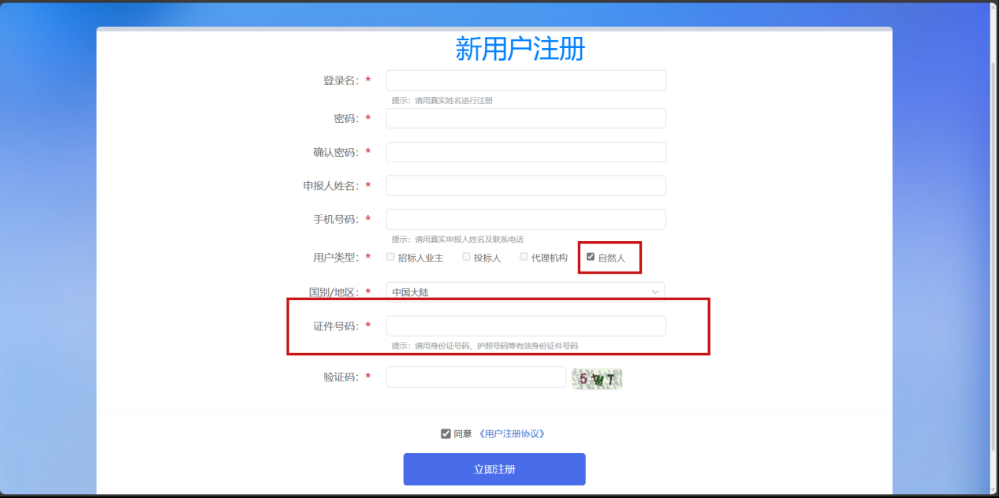 新用户注册
登录名：*
提示：请用真实姓名进行注册
密码：*
确认密码：*
申报人姓名：*
手机号码：*
提示：请用真实申报人姓名及联系电话
用户类型：* 招标人业主 投标人 代理机构 自然人
国别/地区：* 中国大陆
证件号码：*
提示：请用身份证号码、护照号码等有效身份证件号码
验证码：*
同意 《用户注册协议》
立即注册